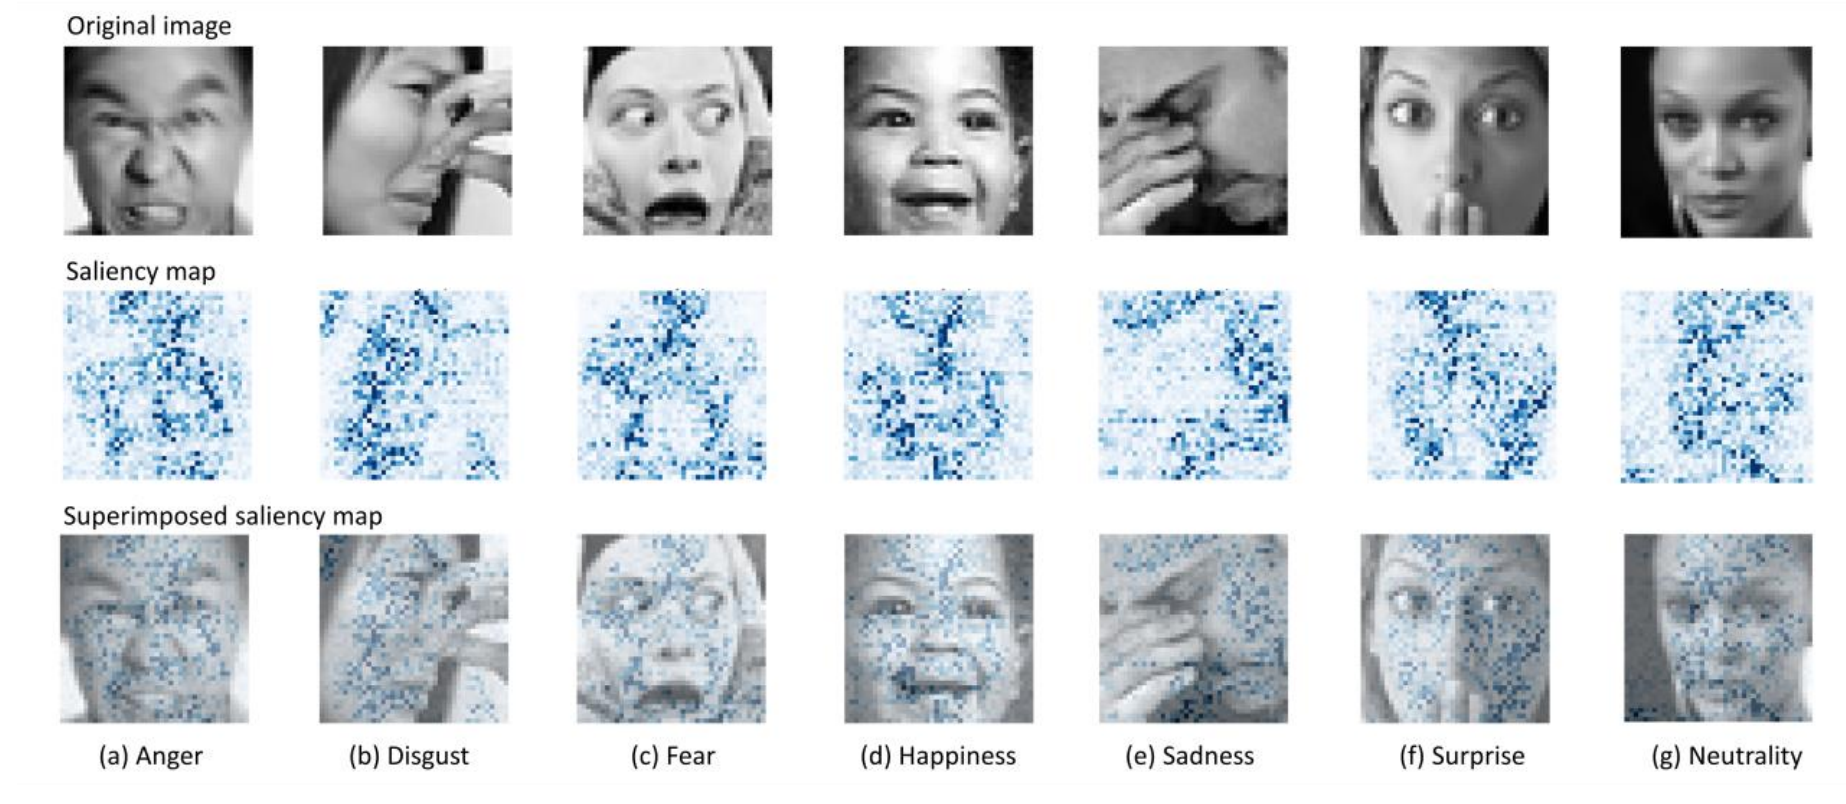 Original image
Saliency map
Superimposed saliency map
(a) Anger
(b) Disgust
(c) Fear
(d) Happiness
(e) Sadness
(f) Surprise
(g) Neutrality